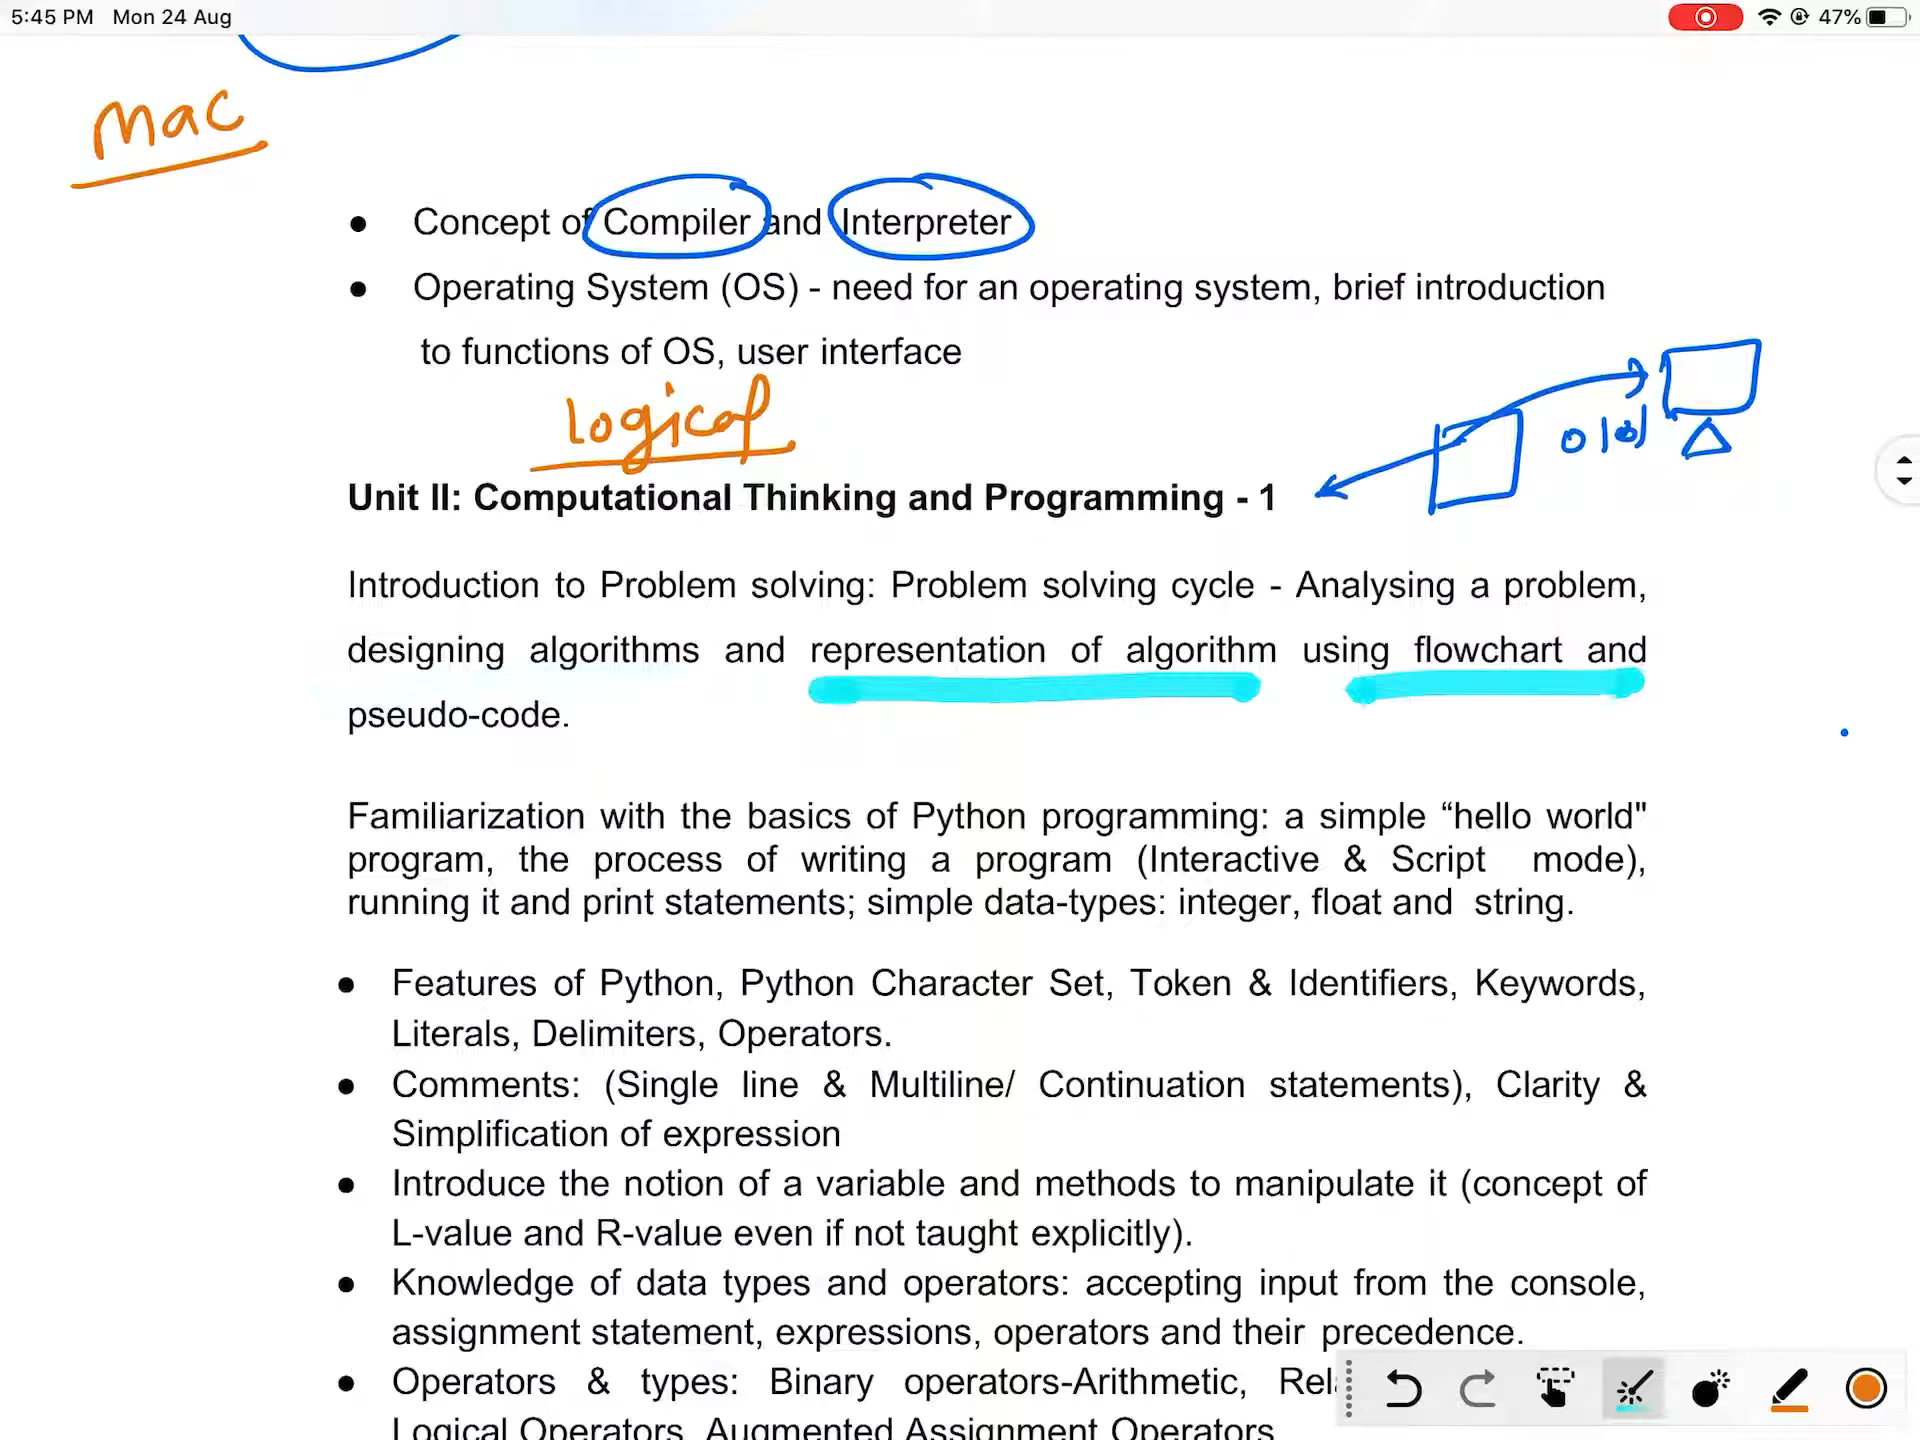 5:45 PM Mon 24 Aug
47%
Mac
● Concept of Compiler and Interpreter
● Operating System (OS) - need for an operating system, brief introduction
to functions of OS, user interface
Logical
Unit II: Computational Thinking and Programming - 1
Introduction to Problem solving: Problem solving cycle - Analysing a problem,
designing algorithms and representation of algorithm using flowchart and
pseudo-code.
Familiarization with the basics of Python programming: a simple “hello world"
program, the process of writing a program (Interactive & Script mode),
running it and print statements; simple data-types: integer, float and string.
● Features of Python, Python Character Set, Token & Identifiers, Keywords,
Literals, Delimiters, Operators.
● Comments: (Single line & Multiline/ Continuation statements), Clarity &
Simplification of expression
● Introduce the notion of a variable and methods to manipulate it (concept of
L-value and R-value even if not taught explicitly).
● Knowledge of data types and operators: accepting input from the console,
assignment statement, expressions, operators and their precedence.
● Operators & types: Binary operators-Arithmetic,
Logical Operators, Augmented Assignment Operators